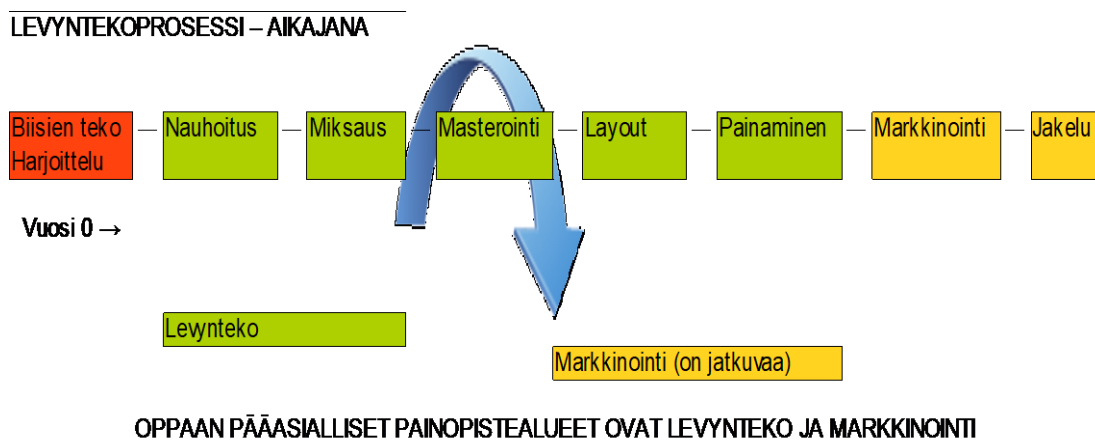 LEVYNTEKOPROSESSI – AIKAJANA
Biisien teko
Harjoittelu
Nauhoitus
Miksaus
Masterointi
Layout
Painaminen
Markkinointi
Jakelu
Vuosi 0 →
Levynteko
Markkinointi (on jatkuvaa)
OPPAAN PÄÄASIALLISET PAINOPISTEALUEET OVAT LEVYNTEKO JA MARKKINOINTI